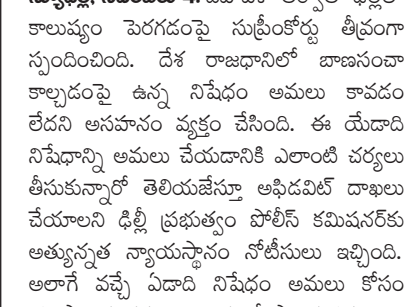 కాలుష్యం పెరగడంపై సుప్రీంకోర్టు తీవ్రంగా
స్పందించింది. దేశ రాజధానిలో బాణసంచా
కాల్చడంపై ఉన్న నిషేధం అమలు కావడం
లేదని అసహనం వ్యక్తం చేసింది. ఈ యేడాది
నిషేధాన్ని అమలు చేయడానికి ఎలాంటి చర్యలు
తీసుకున్నారో తెలియజేస్తూ అఫిడవిట్ దాఖలు
చేయాలని ఢిల్లీ ప్రభుత్వం పోలీస్ కమిషనర్‌కు
అత్యున్నత న్యాయస్థానం నోటీసులు ఇచ్చింది.
అలాగే వచ్చే ఏడాది నిషేధం అమలు కోసం